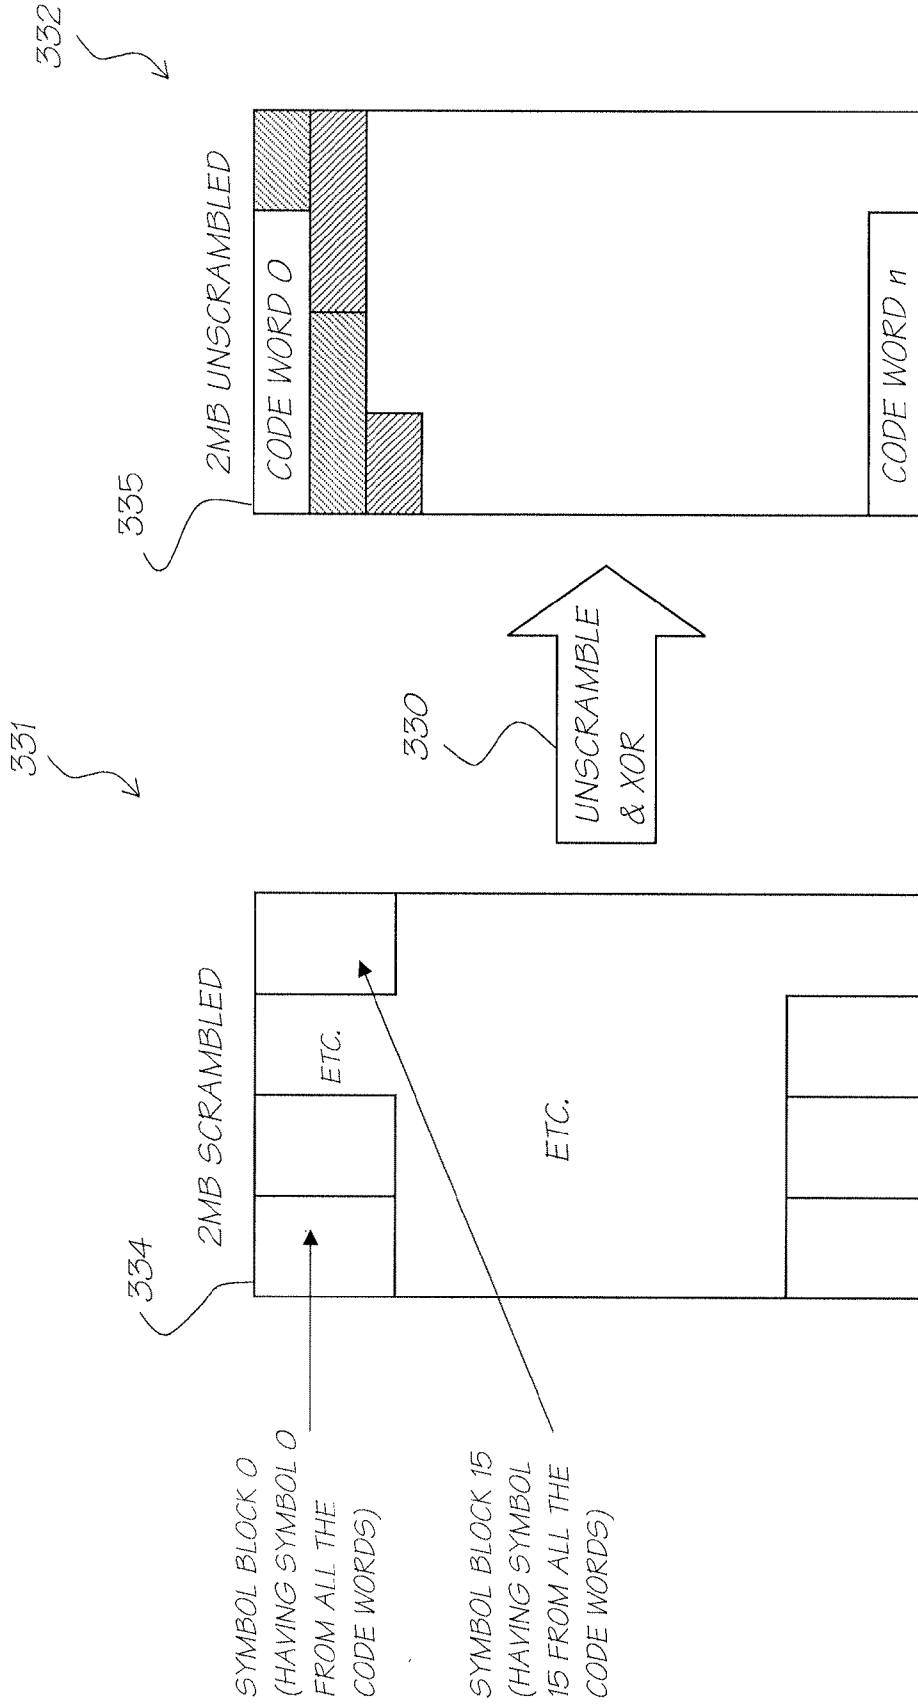 331
332
334
335
2MB SCRAMBLED
2MB UNSCRAMBLED
SYMBOL BLOCK 0
(HAVING SYMBOL 0
FROM ALL THE
CODE WORDS)
ETC.
CODE WORD 0
330
SYMBOL BLOCK 15
(HAVING SYMBOL
15 FROM ALL THE
CODE WORDS)
ETC.
UNSCRAMBLE
& XOR
CODE WORD n